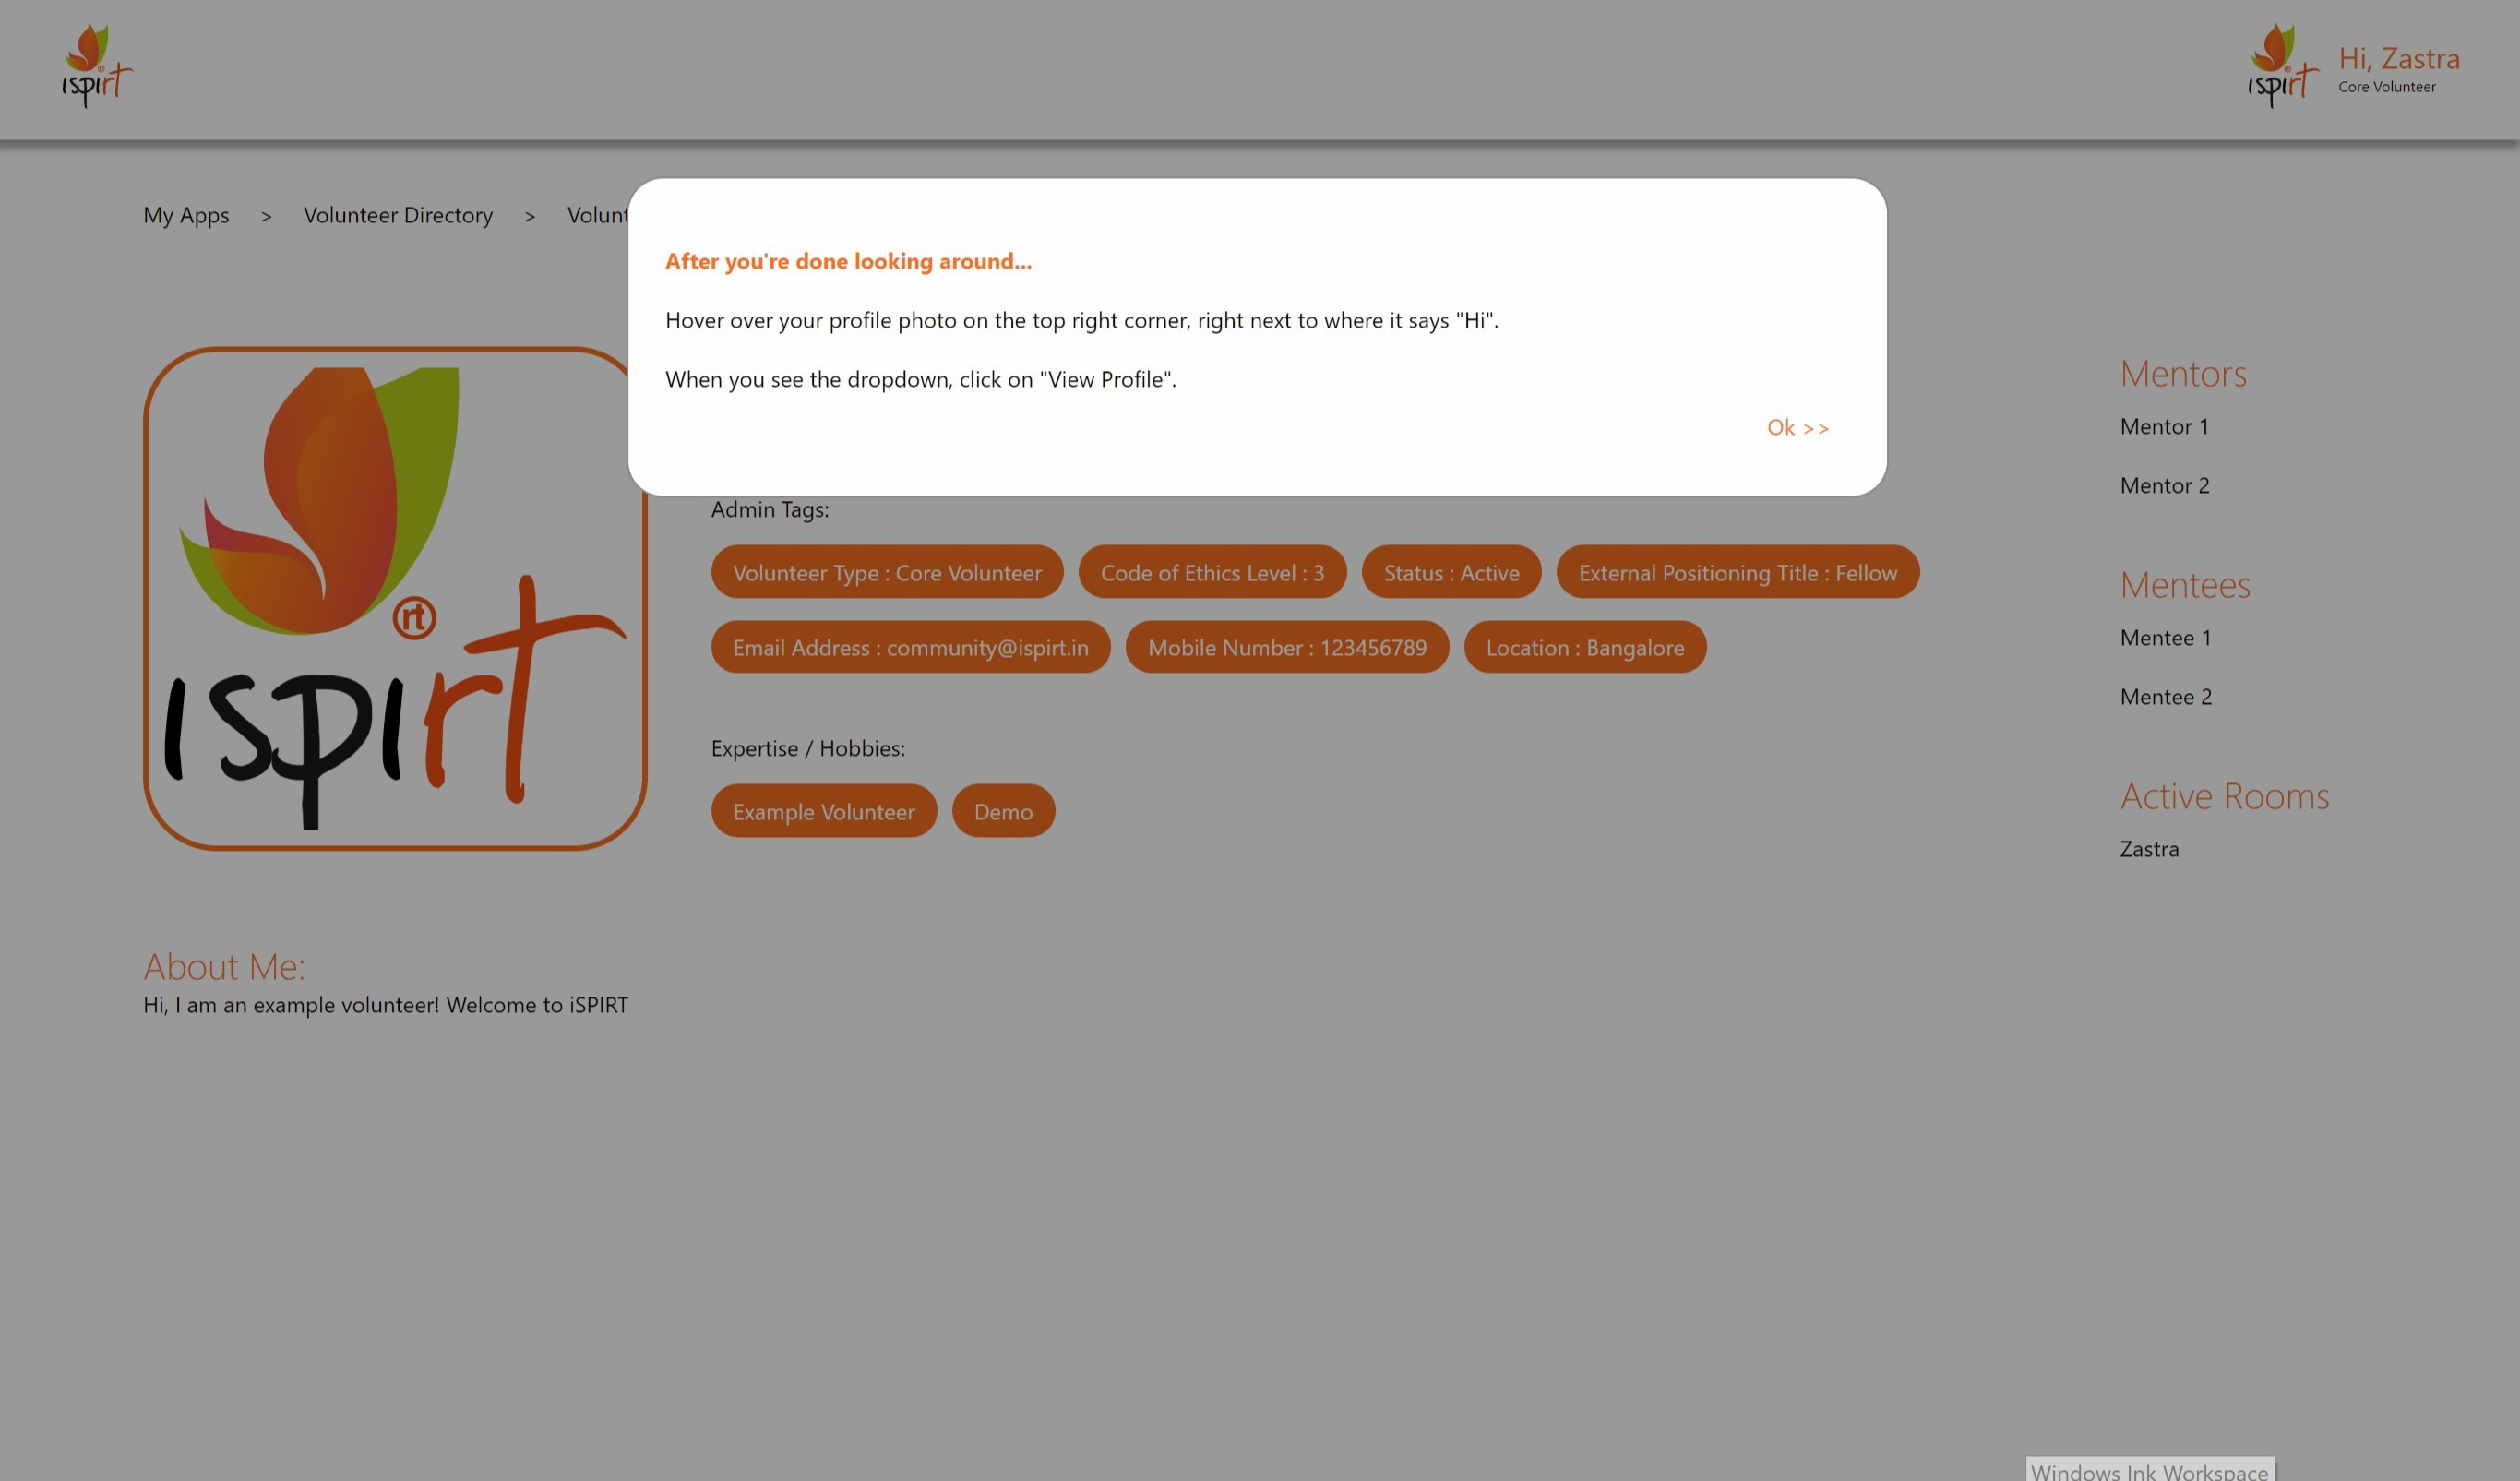 ıspırt
ıspırt
Hi, Zastra
Core Volunteer
My Apps > Volunteer Directory > Volunt
After you're done looking around...
Hover over your profile photo on the top right corner, right next to where it says "Hi".
When you see the dropdown, click on "View Profile".
Ok >>
rt
ıspırt
Admin Tags:
Volunteer Type : Core Volunteer Code of Ethics Level : 3 Status : Active External Positioning Title : Fellow
Email Address : community@ispirt.in Mobile Number : 123456789 Location : Bangalore
Expertise / Hobbies:
Example Volunteer Demo
Mentors
Mentor 1
Mentor 2
Mentees
Mentee 1
Mentee 2
Active Rooms
Zastra
About Me:
Hi, I am an example volunteer! Welcome to iSPIRT
Windows Ink Workspace